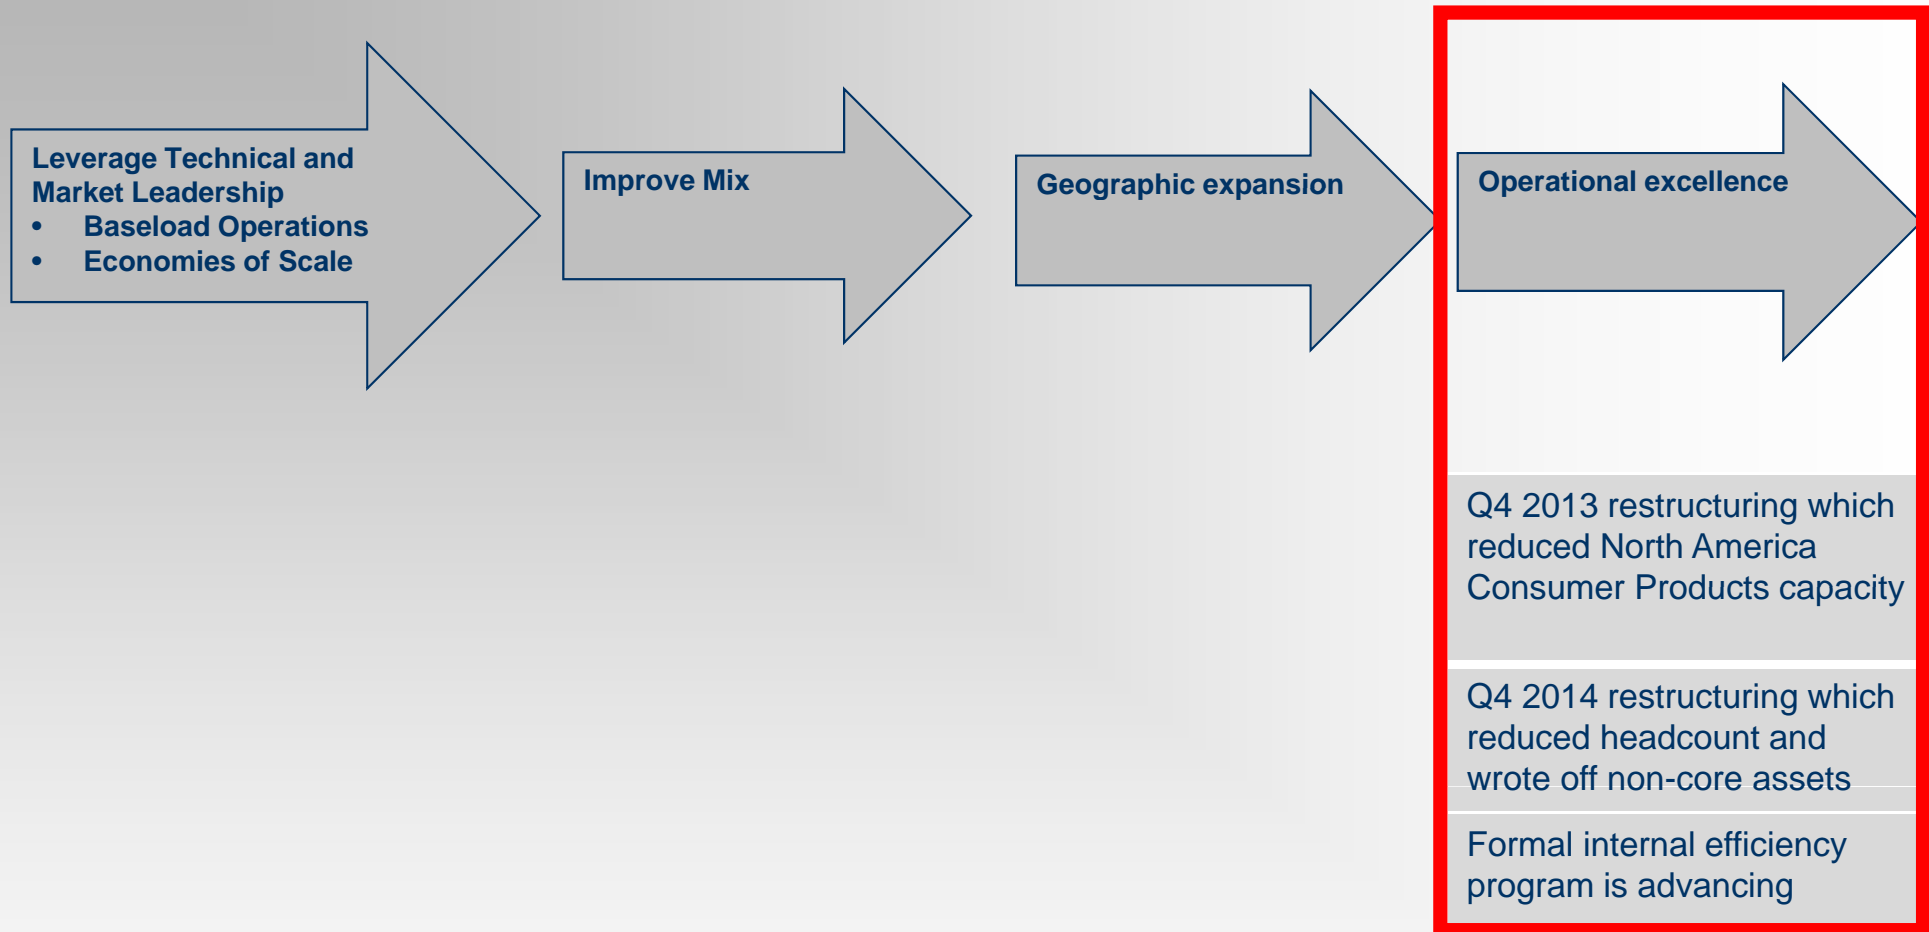 Leverage Technical and
Market Leadership
• Baseload Operations
• Economies of Scale
Improve Mix
Geographic expansion
Operational excellence
Q4 2013 restructuring which
reduced North America
Consumer Products capacity
Q4 2014 restructuring which
reduced headcount and
wrote off non-core assets
Formal internal efficiency
program is advancing